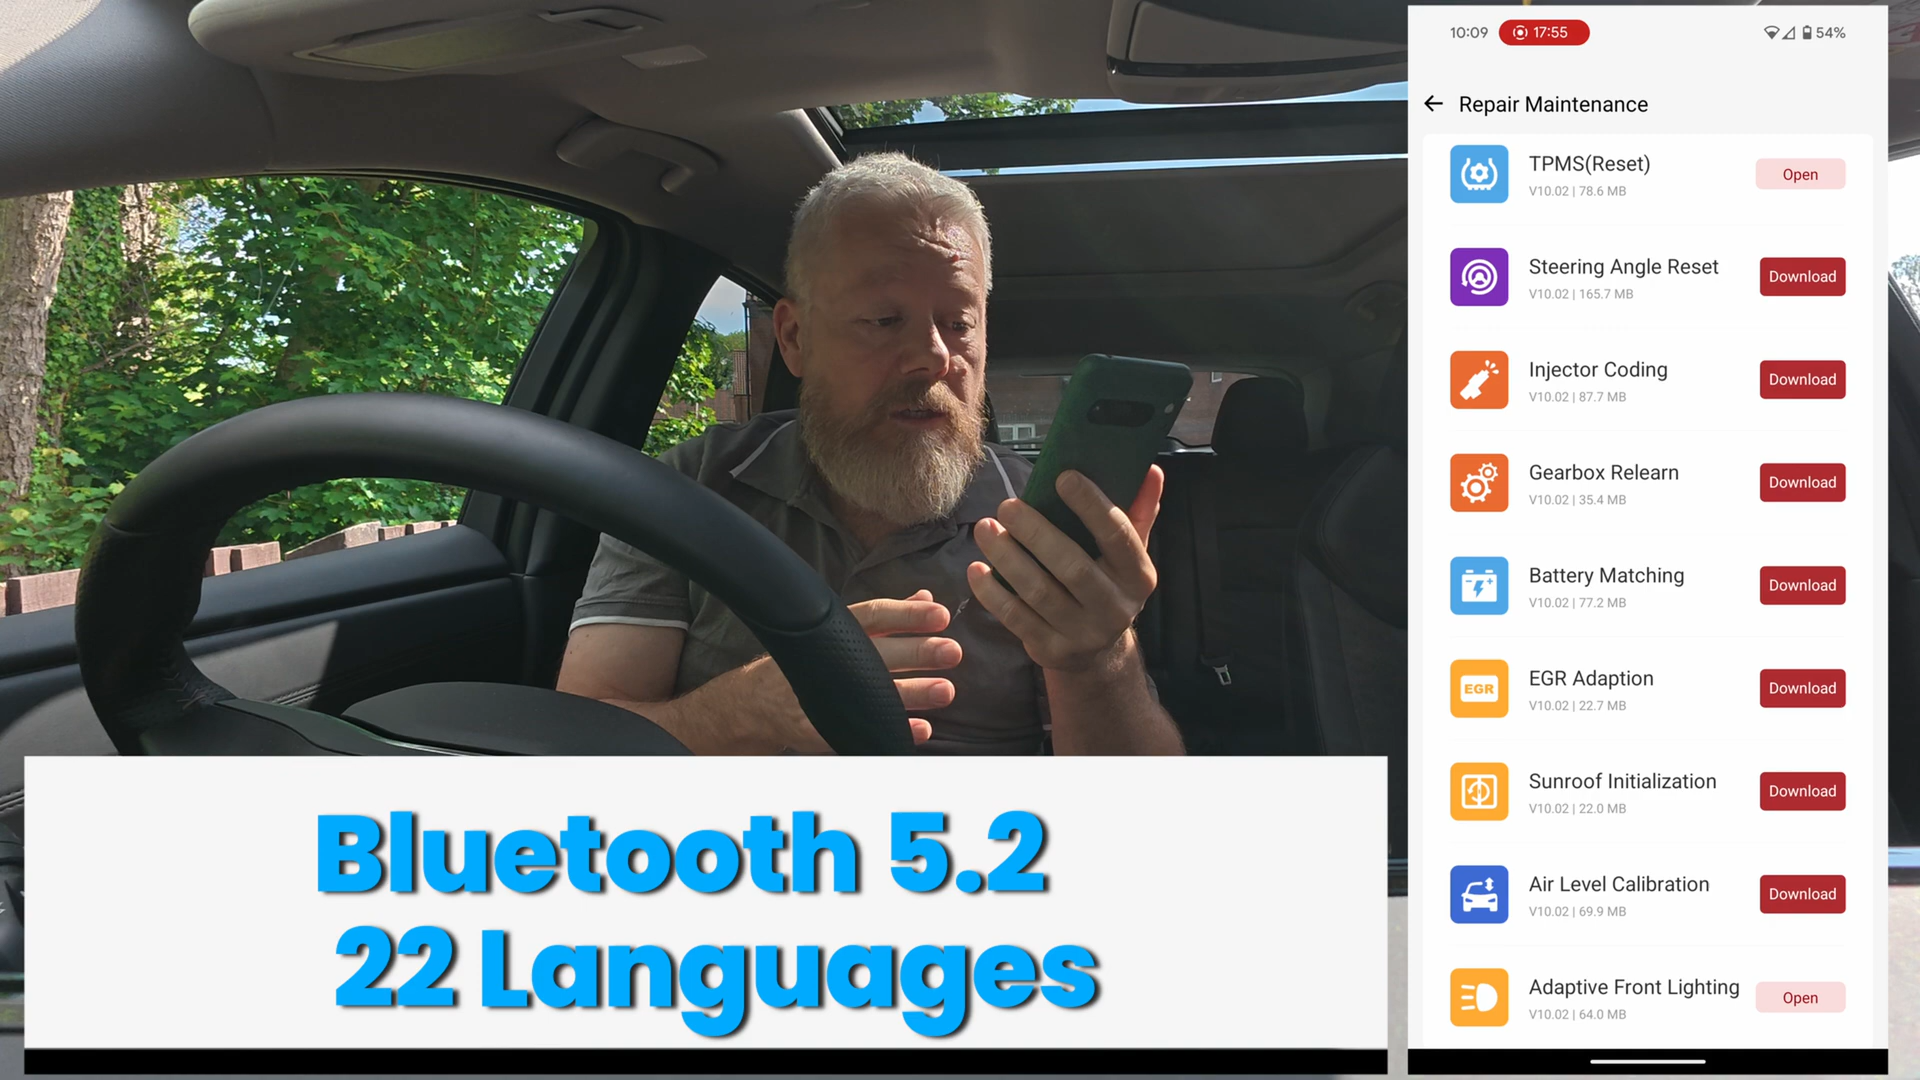 10:09 17:55 54%
Repair Maintenance
TPMS(Reset)
V10.02 | 78.6 MB
Open
Steering Angle Reset
V10.02 | 165.7 MB
Download
Injector Coding
V10.02 | 87.7 MB
Download
Gearbox Relearn
V10.02 | 35.4 MB
Download
Battery Matching
V10.02 | 77.2 MB
Download
EGR
EGR Adaption
V10.02 | 22.7 MB
Download
Sunroof Initialization
V10.02 | 22.0 MB
Download
Air Level Calibration
V10.02 | 69.9 MB
Download
Adaptive Front Lighting
V10.02 | 64.0 MB
Open
Bluetooth 5.2
22 Languages